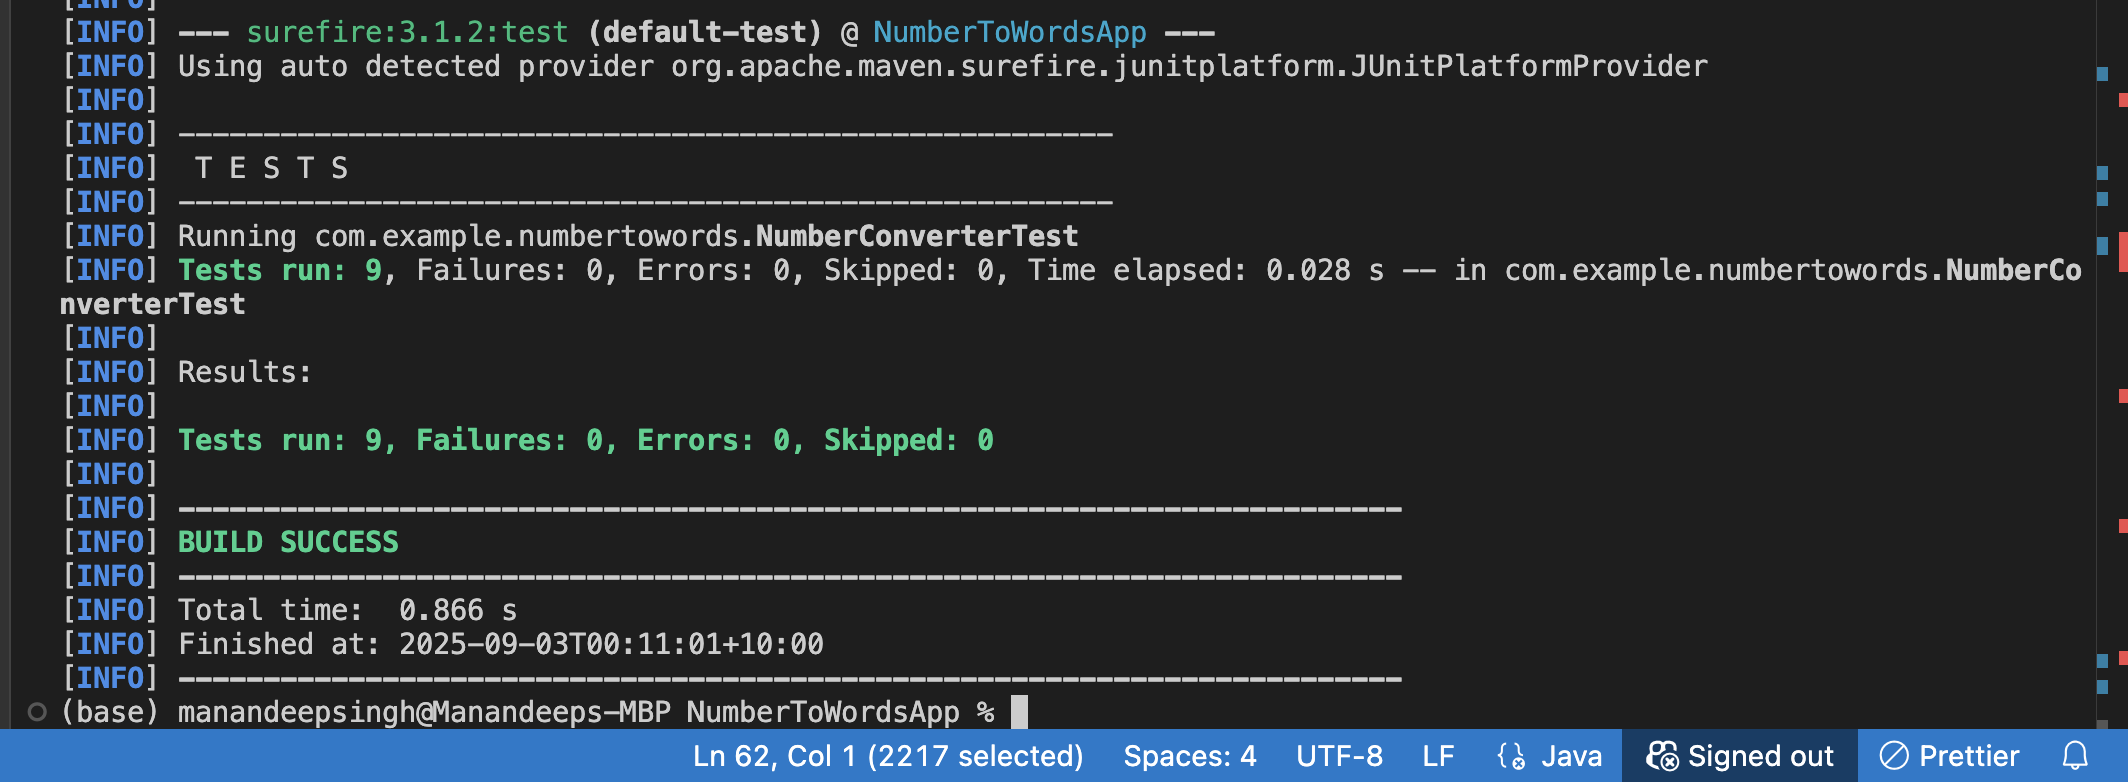 [INFO]
[INFO] --- surefire:3.1.2:test (default-test) @ NumberToWordsApp ---
[INFO] Using auto detected provider org.apache.maven.surefire.junitplatform.JUnitPlatformProvider
[INFO]
[INFO] -------------------------------------------------------
[INFO]  T E S T S
[INFO] -------------------------------------------------------
[INFO] Running com.example.numbertowords.NumberConverterTest
[INFO] Tests run: 9, Failures: 0, Errors: 0, Skipped: 0, Time elapsed: 0.028 s -- in com.example.numbertowords.NumberCo
nverterTest
[INFO]
[INFO] Results:
[INFO]
[INFO] Tests run: 9, Failures: 0, Errors: 0, Skipped: 0
[INFO]
[INFO] ------------------------------------------------------------------------
[INFO] BUILD SUCCESS
[INFO] ------------------------------------------------------------------------
[INFO] Total time:  0.866 s
[INFO] Finished at: 2025-09-03T00:11:01+10:00
[INFO] ------------------------------------------------------------------------
(base) manandeepsingh@Manandeeps-MBP NumberToWordsApp %
Ln 62, Col 1 (2217 selected) Spaces: 4 UTF-8 LF Java Signed out Prettier